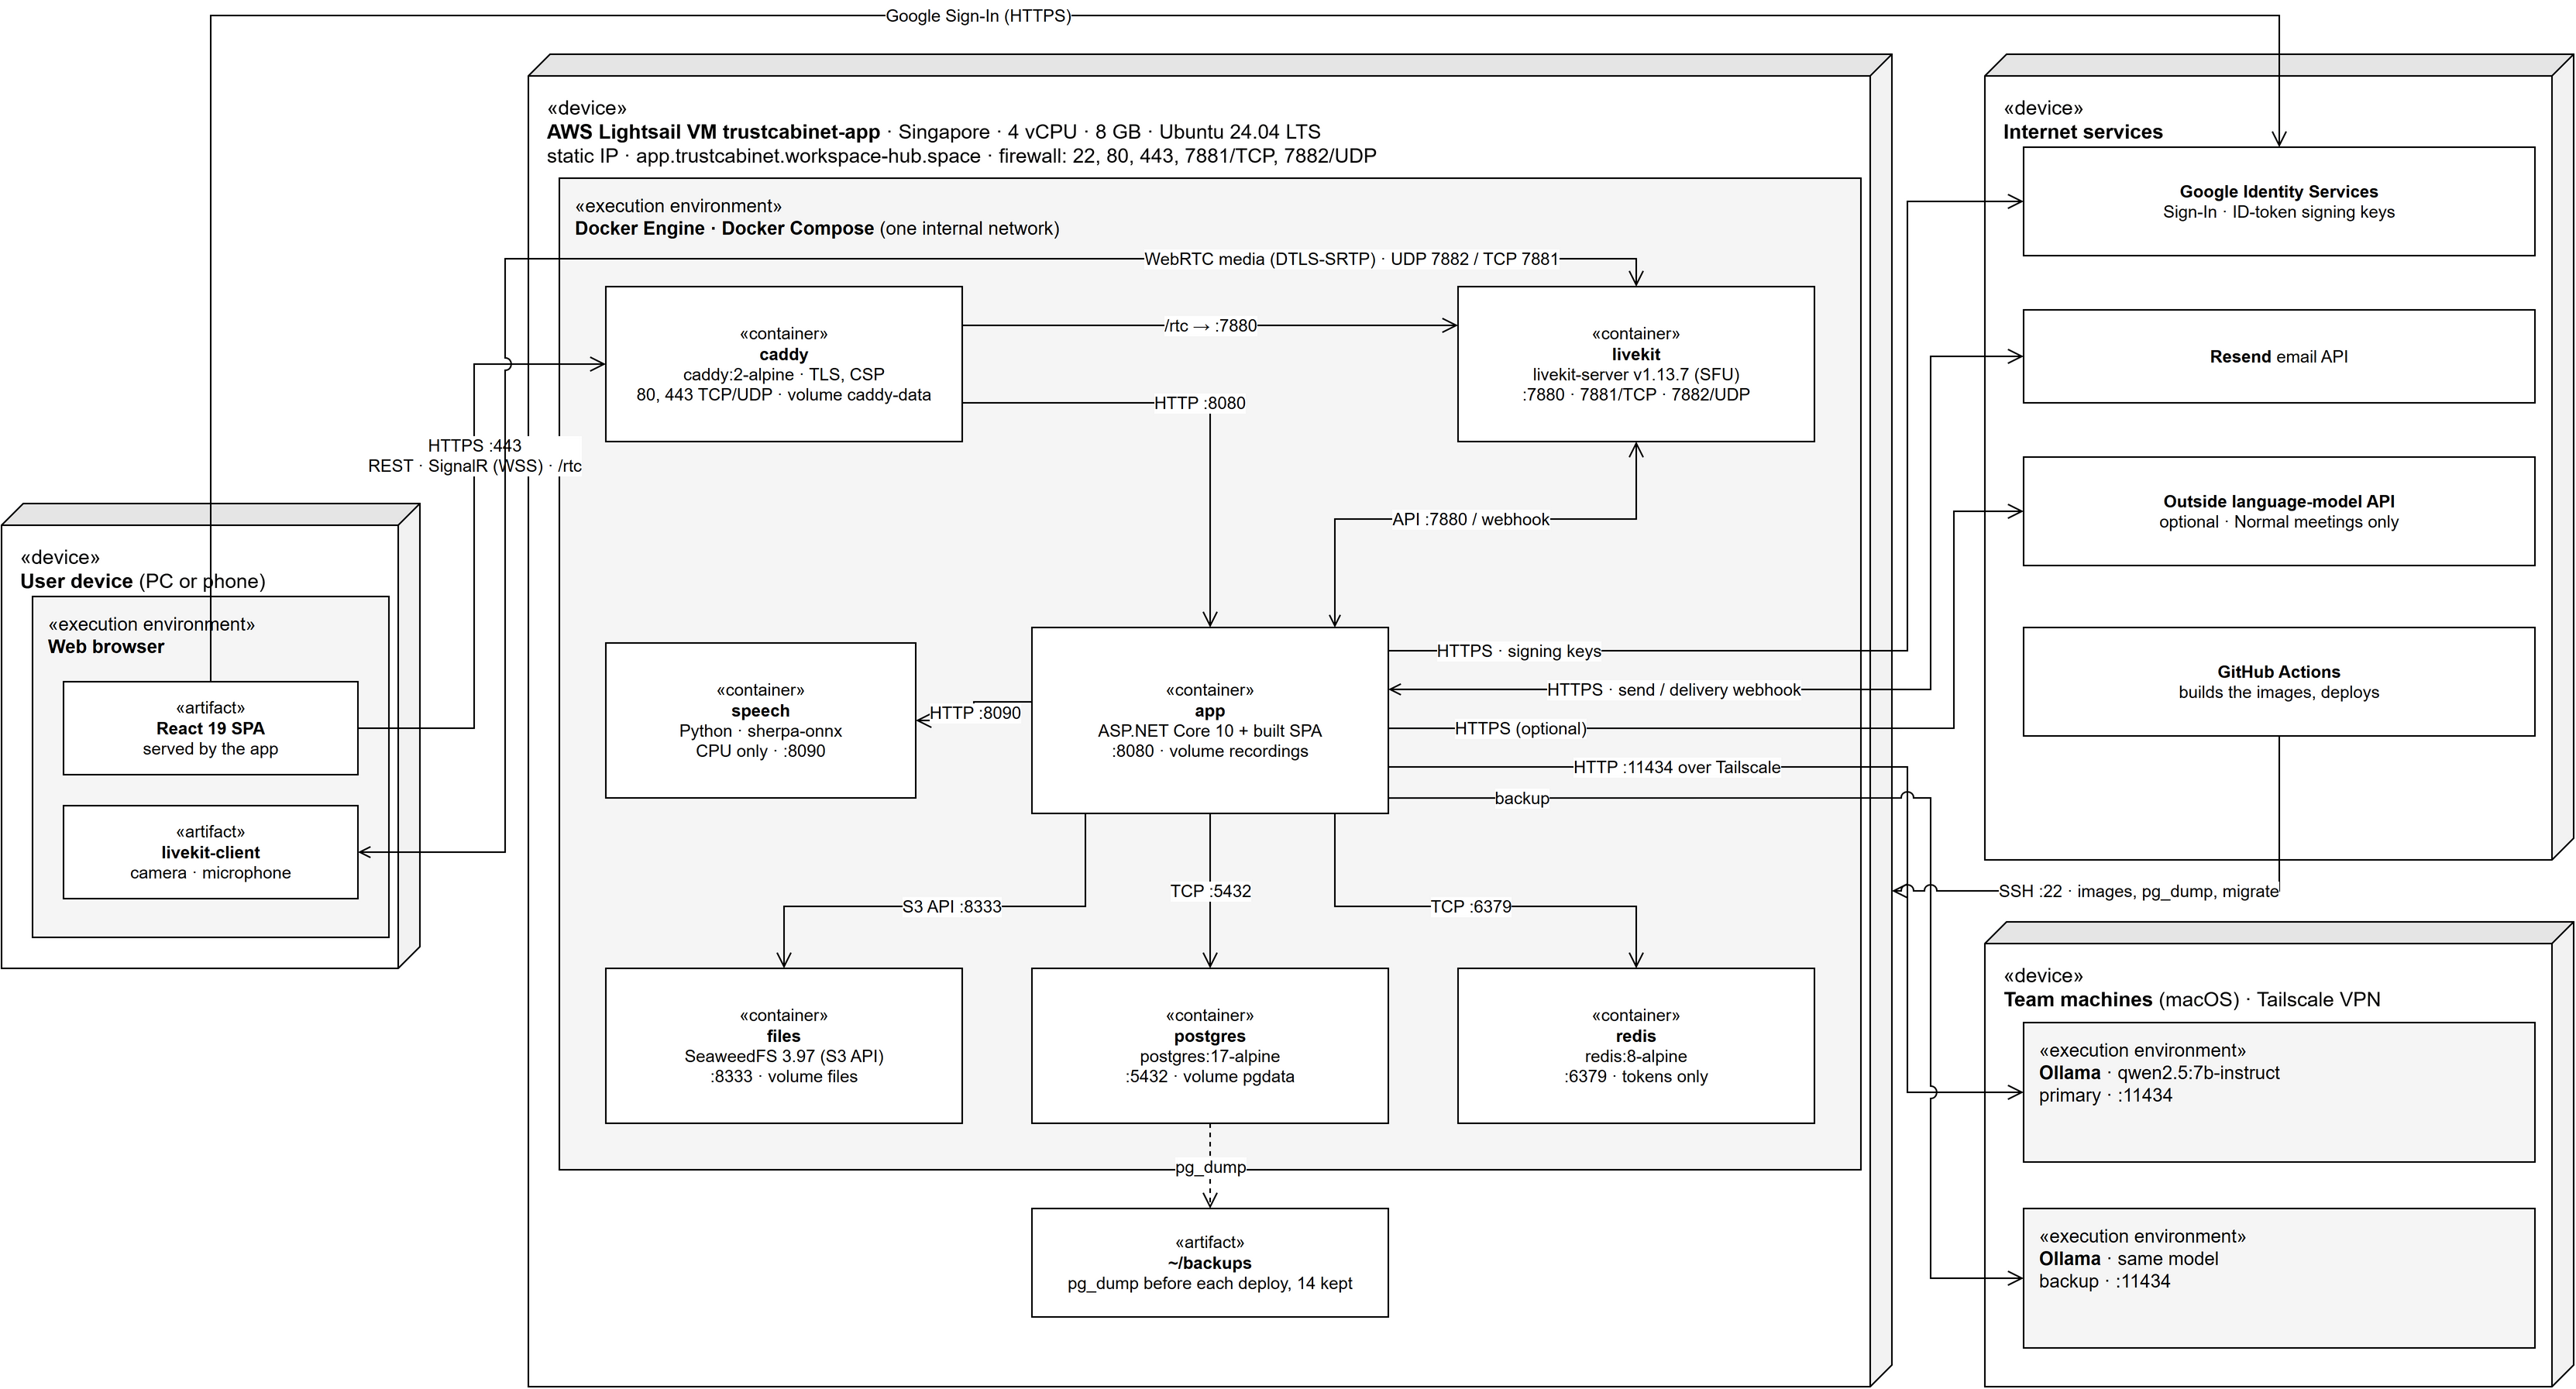 Google Sign-In (HTTPS)
«device»
AWS Lightsail VM trustcabinet-app · Singapore · 4 vCPU · 8 GB · Ubuntu 24.04 LTS
static IP · app.trustcabinet.workspace-hub.space · firewall: 22, 80, 443, 7881/TCP, 7882/UDP
«execution environment»
Docker Engine · Docker Compose (one internal network)
WebRTC media (DTLS-SRTP) · UDP 7882 / TCP 7881
«container»
caddy
caddy:2-alpine · TLS, CSP
80, 443 TCP/UDP · volume caddy-data
/rtc → :7880
HTTP :8080
«container»
livekit
livekit-server v1.13.7 (SFU)
:7880 · 7881/TCP · 7882/UDP
HTTPS :443
REST · SignalR (WSS) · /rtc
API :7880 / webhook
«device»
User device (PC or phone)
«execution environment»
Web browser
«artifact»
React 19 SPA
served by the app
«artifact»
livekit-client
camera · microphone
«container»
speech
Python · sherpa-onnx
CPU only · :8090
HTTP :8090
«container»
app
ASP.NET Core 10 + built SPA
:8080 · volume recordings
HTTPS · signing keys
HTTPS · send / delivery webhook
HTTPS (optional)
HTTP :11434 over Tailscale
backup
S3 API :8333
TCP :5432
TCP :6379
«container»
files
SeaweedFS 3.97 (S3 API)
:8333 · volume files
«container»
postgres
postgres:17-alpine
:5432 · volume pgdata
«container»
redis
redis:8-alpine
:6379 · tokens only
pg_dump
«artifact»
~/backups
pg_dump before each deploy, 14 kept
«device»
Internet services
Google Identity Services
Sign-In · ID-token signing keys
Resend email API
Outside language-model API
optional · Normal meetings only
GitHub Actions
builds the images, deploys
SSH :22 · images, pg_dump, migrate
«device»
Team machines (macOS) · Tailscale VPN
«execution environment»
Ollama · qwen2.5:7b-instruct
primary · :11434
«execution environment»
Ollama · same model
backup · :11434